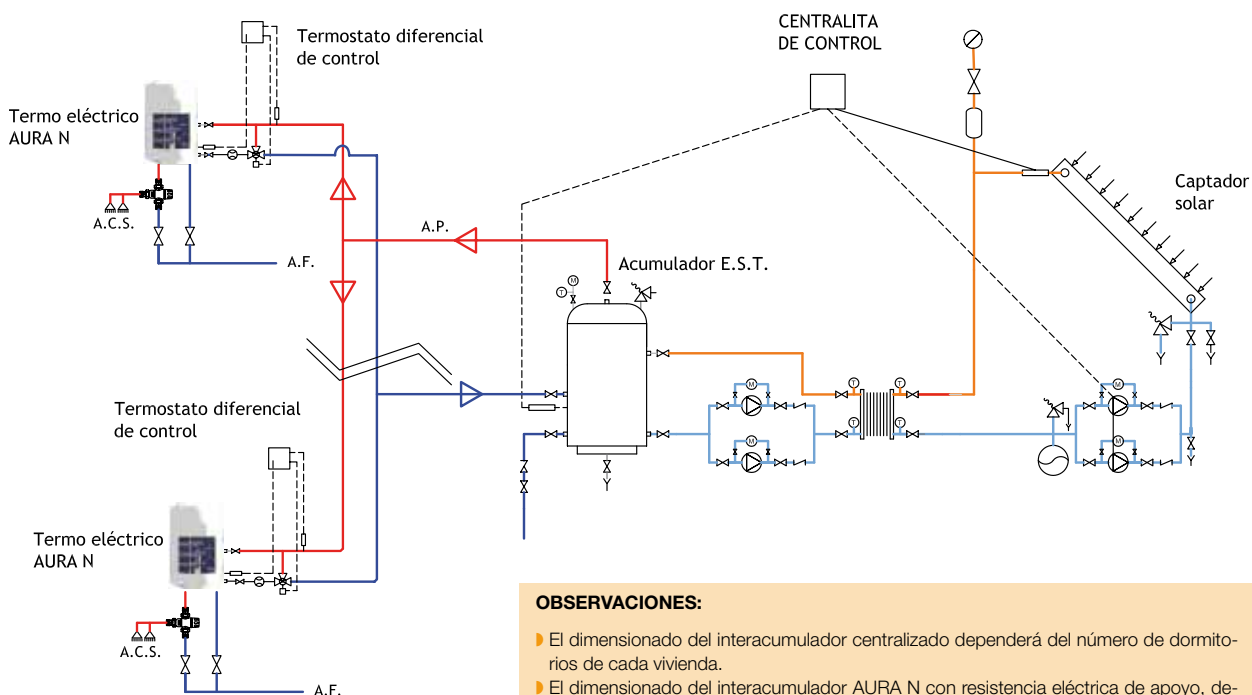 CENTRALITA
DE CONTROL
Termostato diferencial
de control
Termo eléctrico
AURA N
A.C.S.
A.F.
A.P.
Acumulador E.S.T.
Captador
solar
M
T
T
T
M
M
T
T
M
M
Termostato diferencial
de control
Termo eléctrico
AURA N
A.C.S.
A.F.
OBSERVACIONES:
El dimensionado del interacumulador centralizado dependerá del número de dormito-
rios de cada vivienda.
El dimensionado del interacumulador AURA N con resistencia eléctrica de apoyo, de-